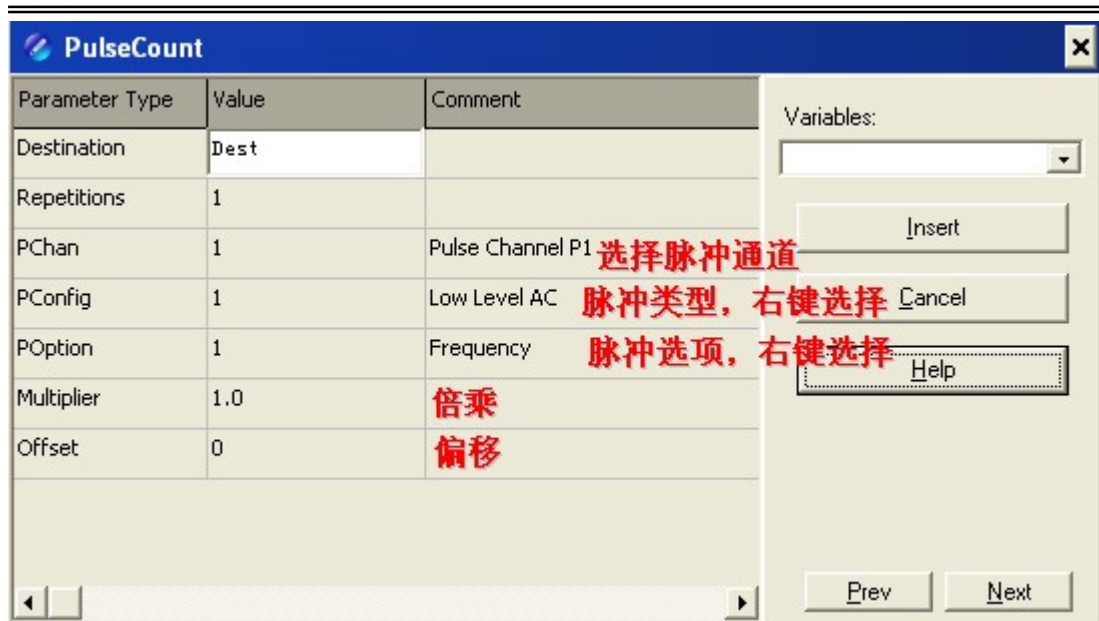 PulseCount
Parameter Type Value Comment
Variables:
Destination Dest
Repetitions 1
Insert
PChan 1 Pulse Channel P1 选择脉冲通道
PConfig 1 Low Level AC 脉冲类型，右键选择 Cancel
POption 1 Frequency 脉冲选项，右键选择
Help
Multiplier 1.0 倍乘
Offset 0 偏移
Prev Next